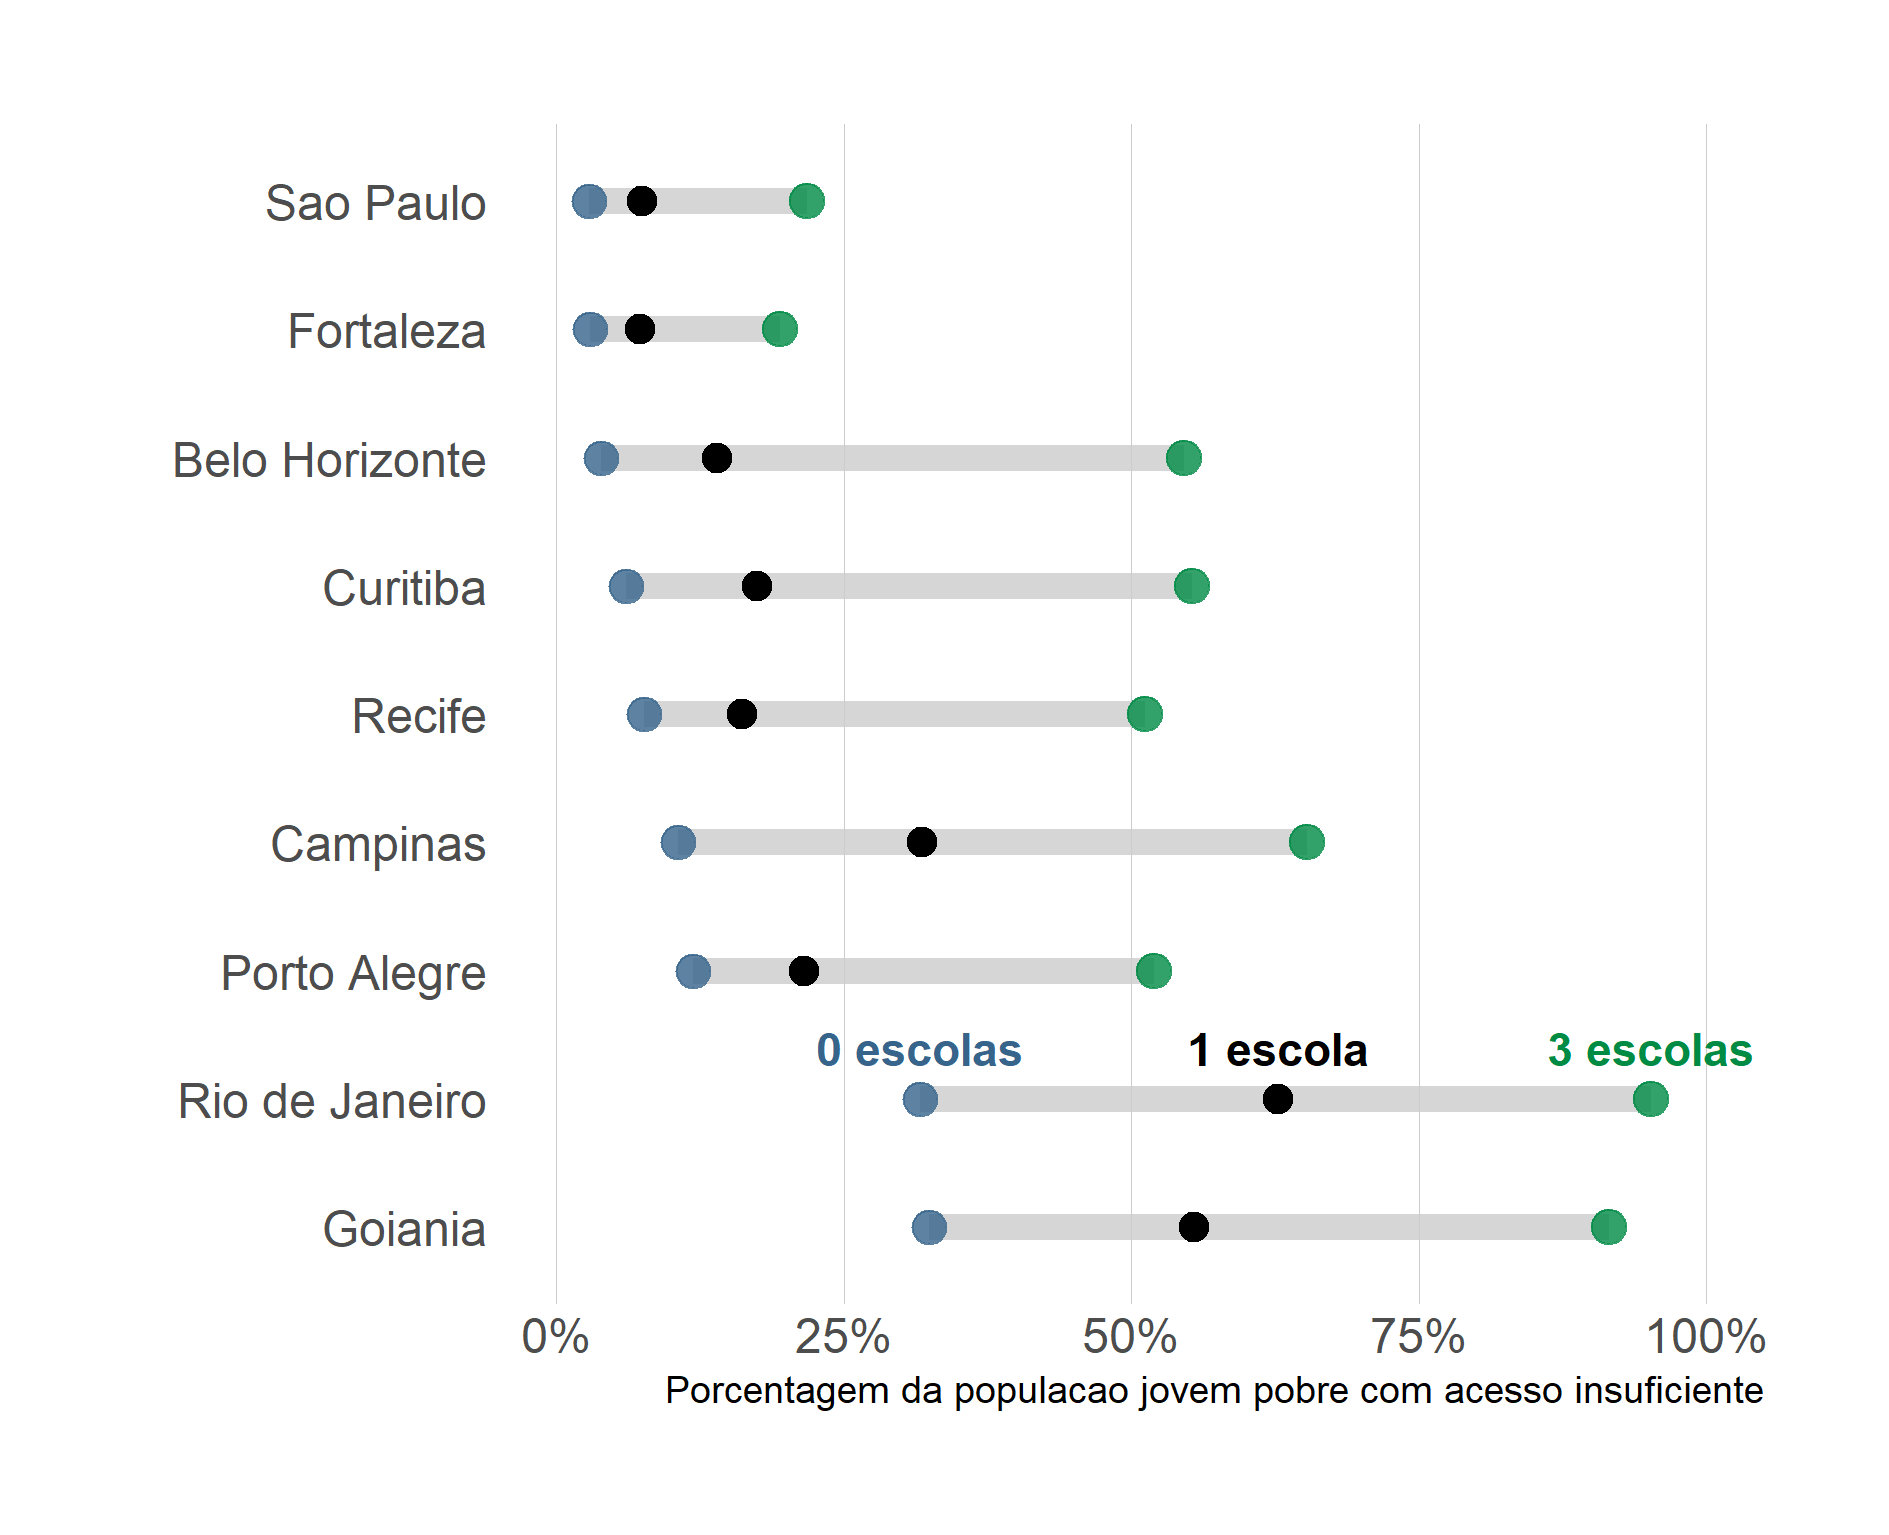 Sao Paulo
Fortaleza
Belo Horizonte
Curitiba
Recife
Campinas
Porto Alegre
0 escolas 1 escola 3 escolas
Rio de Janeiro
Goiania
0% 25% 50% 75% 100%
Porcentagem da populacao jovem pobre com acesso insuficiente